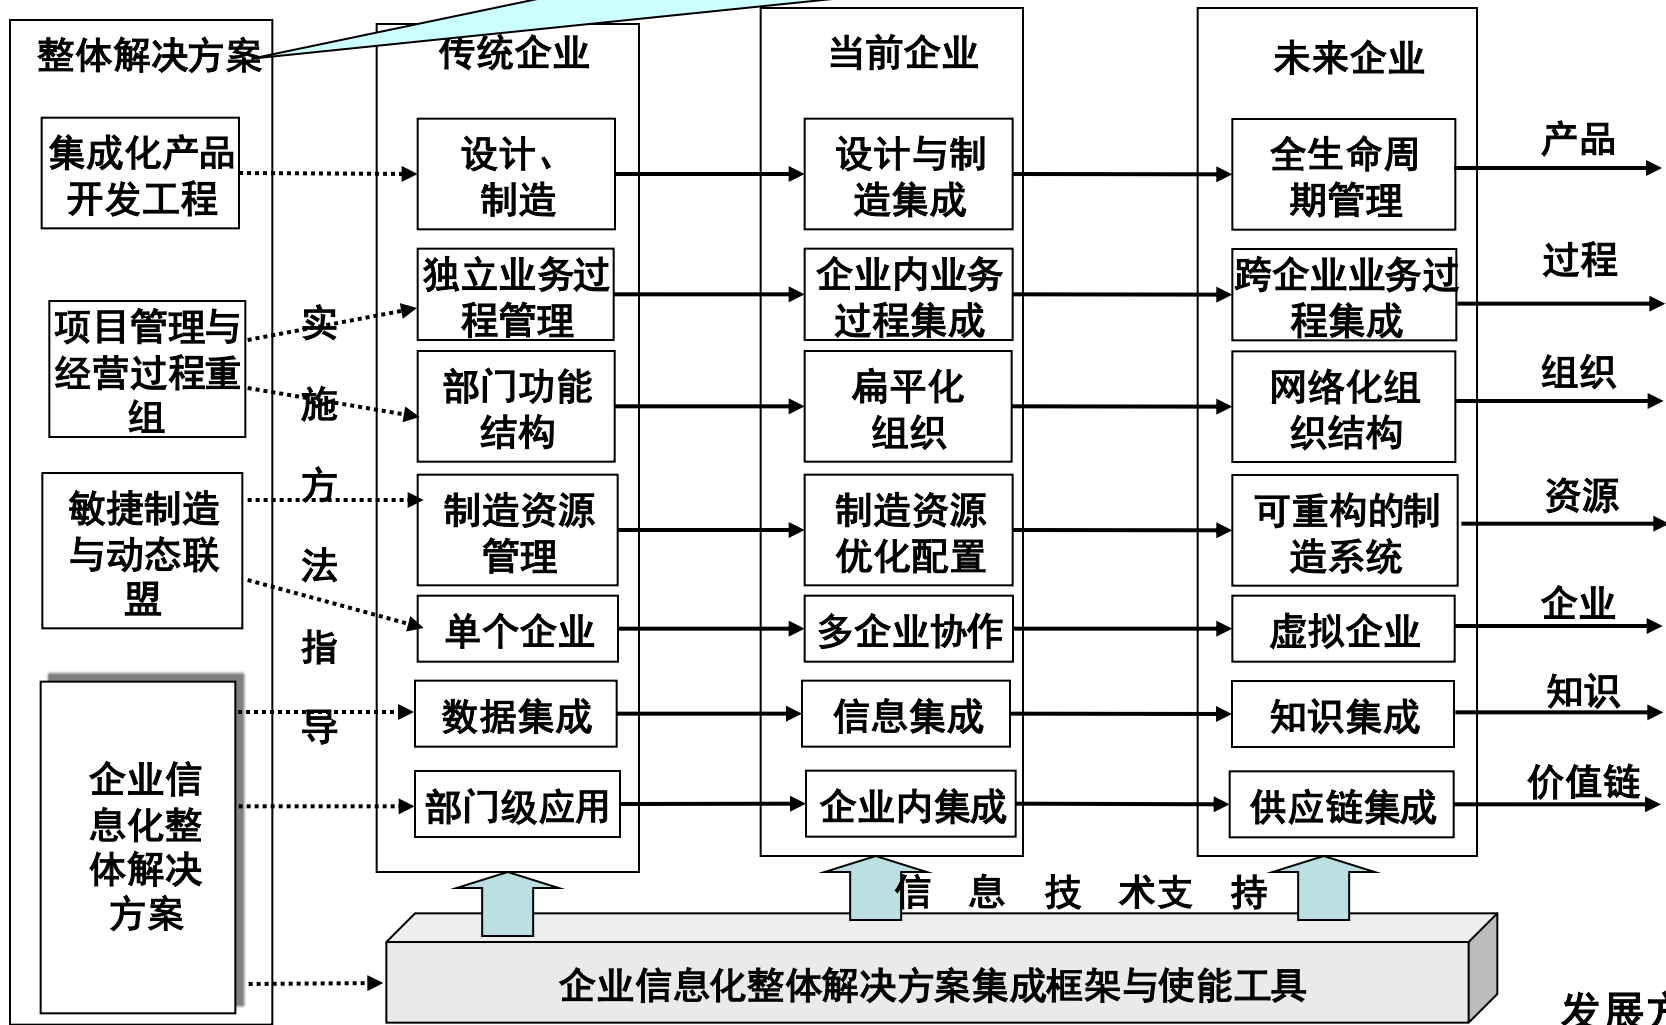 整体解决方案
集成化产品
开发工程
项目管理与
经营过程重
组
敏捷制造
与动态联
盟
企业信
息化整
体解决
方案
实
施
方
法
指
导
传统企业
设计、
制造
独立业务过
程管理
部门功能
结构
制造资源
管理
单个企业
数据集成
部门级应用
当前企业
设计与制
造集成
企业内业务
过程集成
扁平化
组织
制造资源
优化配置
多企业协作
信息集成
企业内集成
未来企业
全生命周
期管理
跨企业业务过
程集成
网络化组
织结构
可重构的制
造系统
虚拟企业
知识集成
供应链集成
产品
过程
组织
资源
企业
知识
价值链
信 息 技 术支 持
企业信息化整体解决方案集成框架与使能工具
发展方